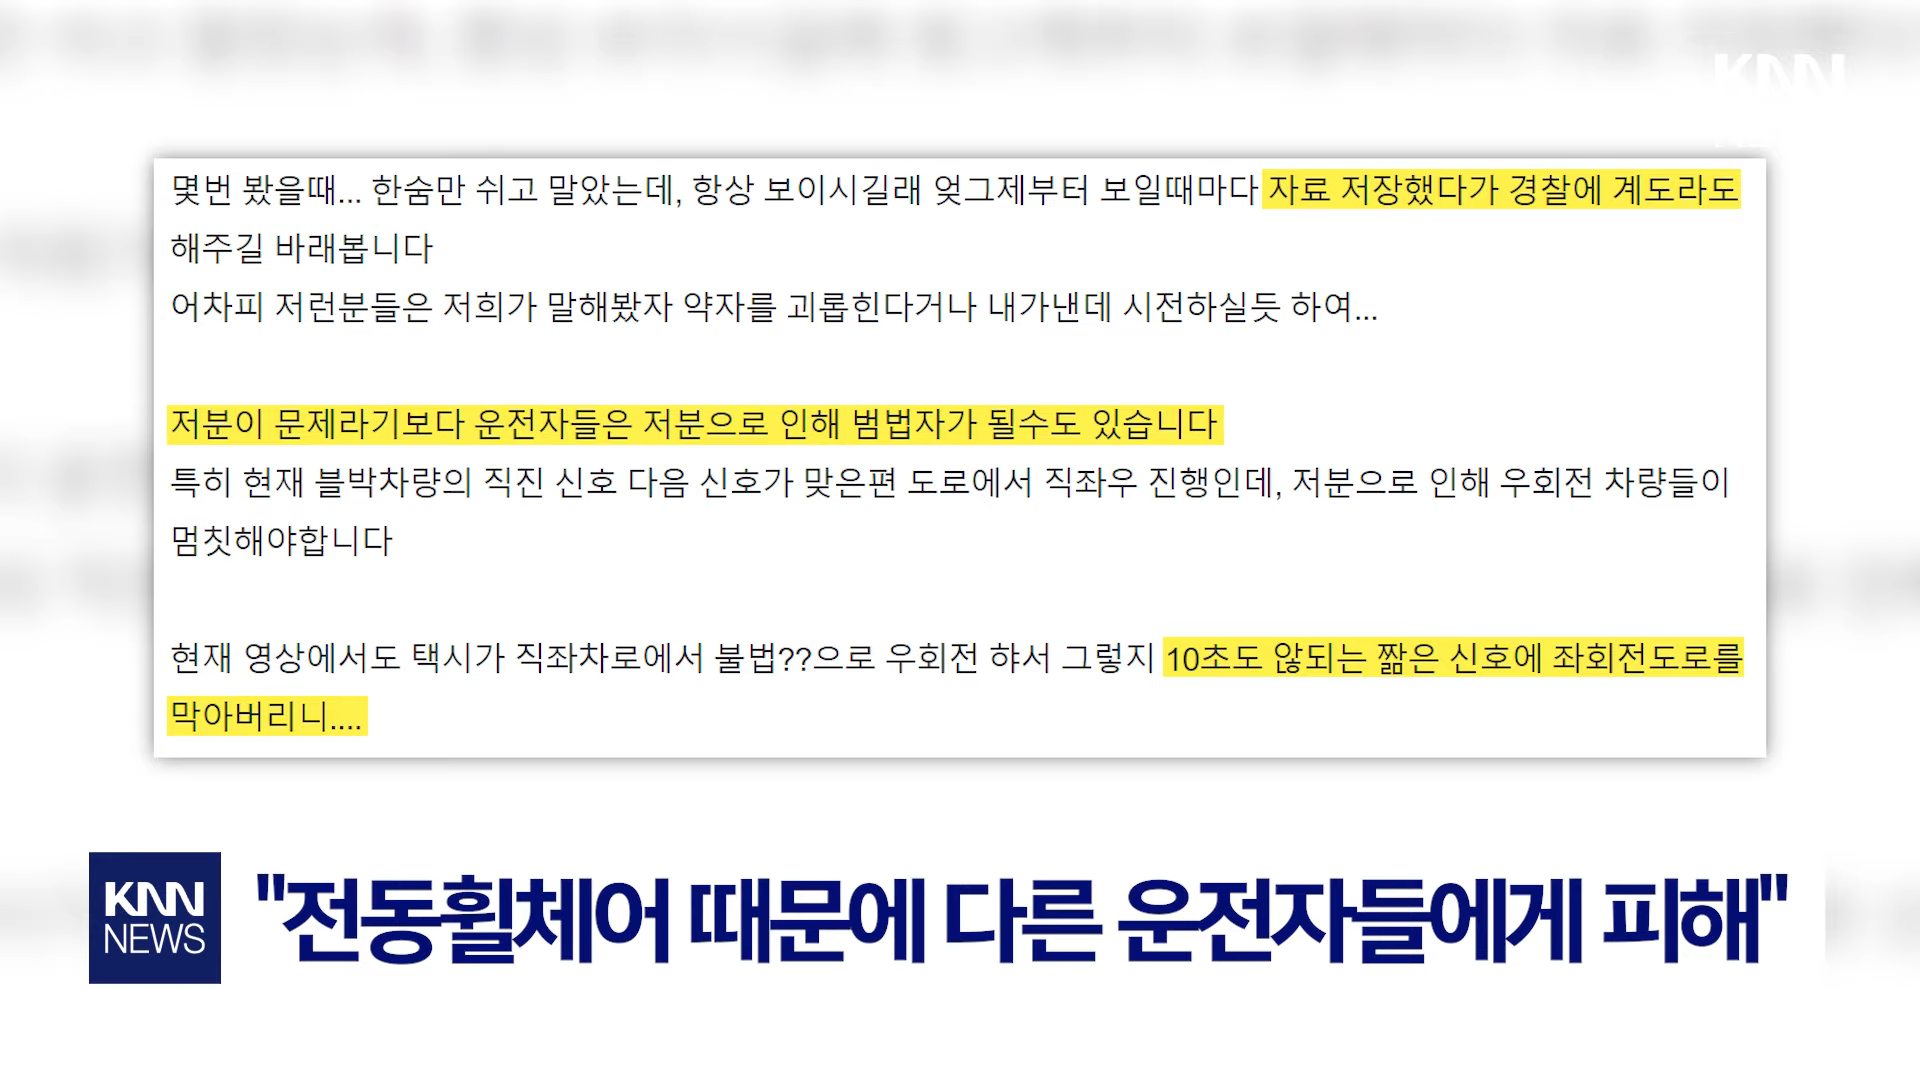 KNN
몇번 봤을때... 한숨만 쉬고 말았는데, 항상 보이시길래 엊그제부터 보일때마다 자료 저장했다가 경찰에 계도라도
해주길 바래봅니다
어차피 저런분들은 저희가 말해봤자 약자를 괴롭힌다거나 내가낸데 시전하실듯 하여...
저분이 문제라기보다 운전자들은 저분으로 인해 범법자가 될수도 있습니다
특히 현재 블박차량의 직진 신호 다음 신호가 맞은편 도로에서 직좌우 진행인데, 저분으로 인해 우회전 차량들이
멈칫해야합니다
현재 영상에서도 택시가 직좌차로에서 불법??으로 우회전 햐서 그렇지 10초도 않되는 짧은 신호에 좌회전도로를
막아버리니....
KNN NEWS
"전동휠체어 때문에 다른 운전자들에게 피해"